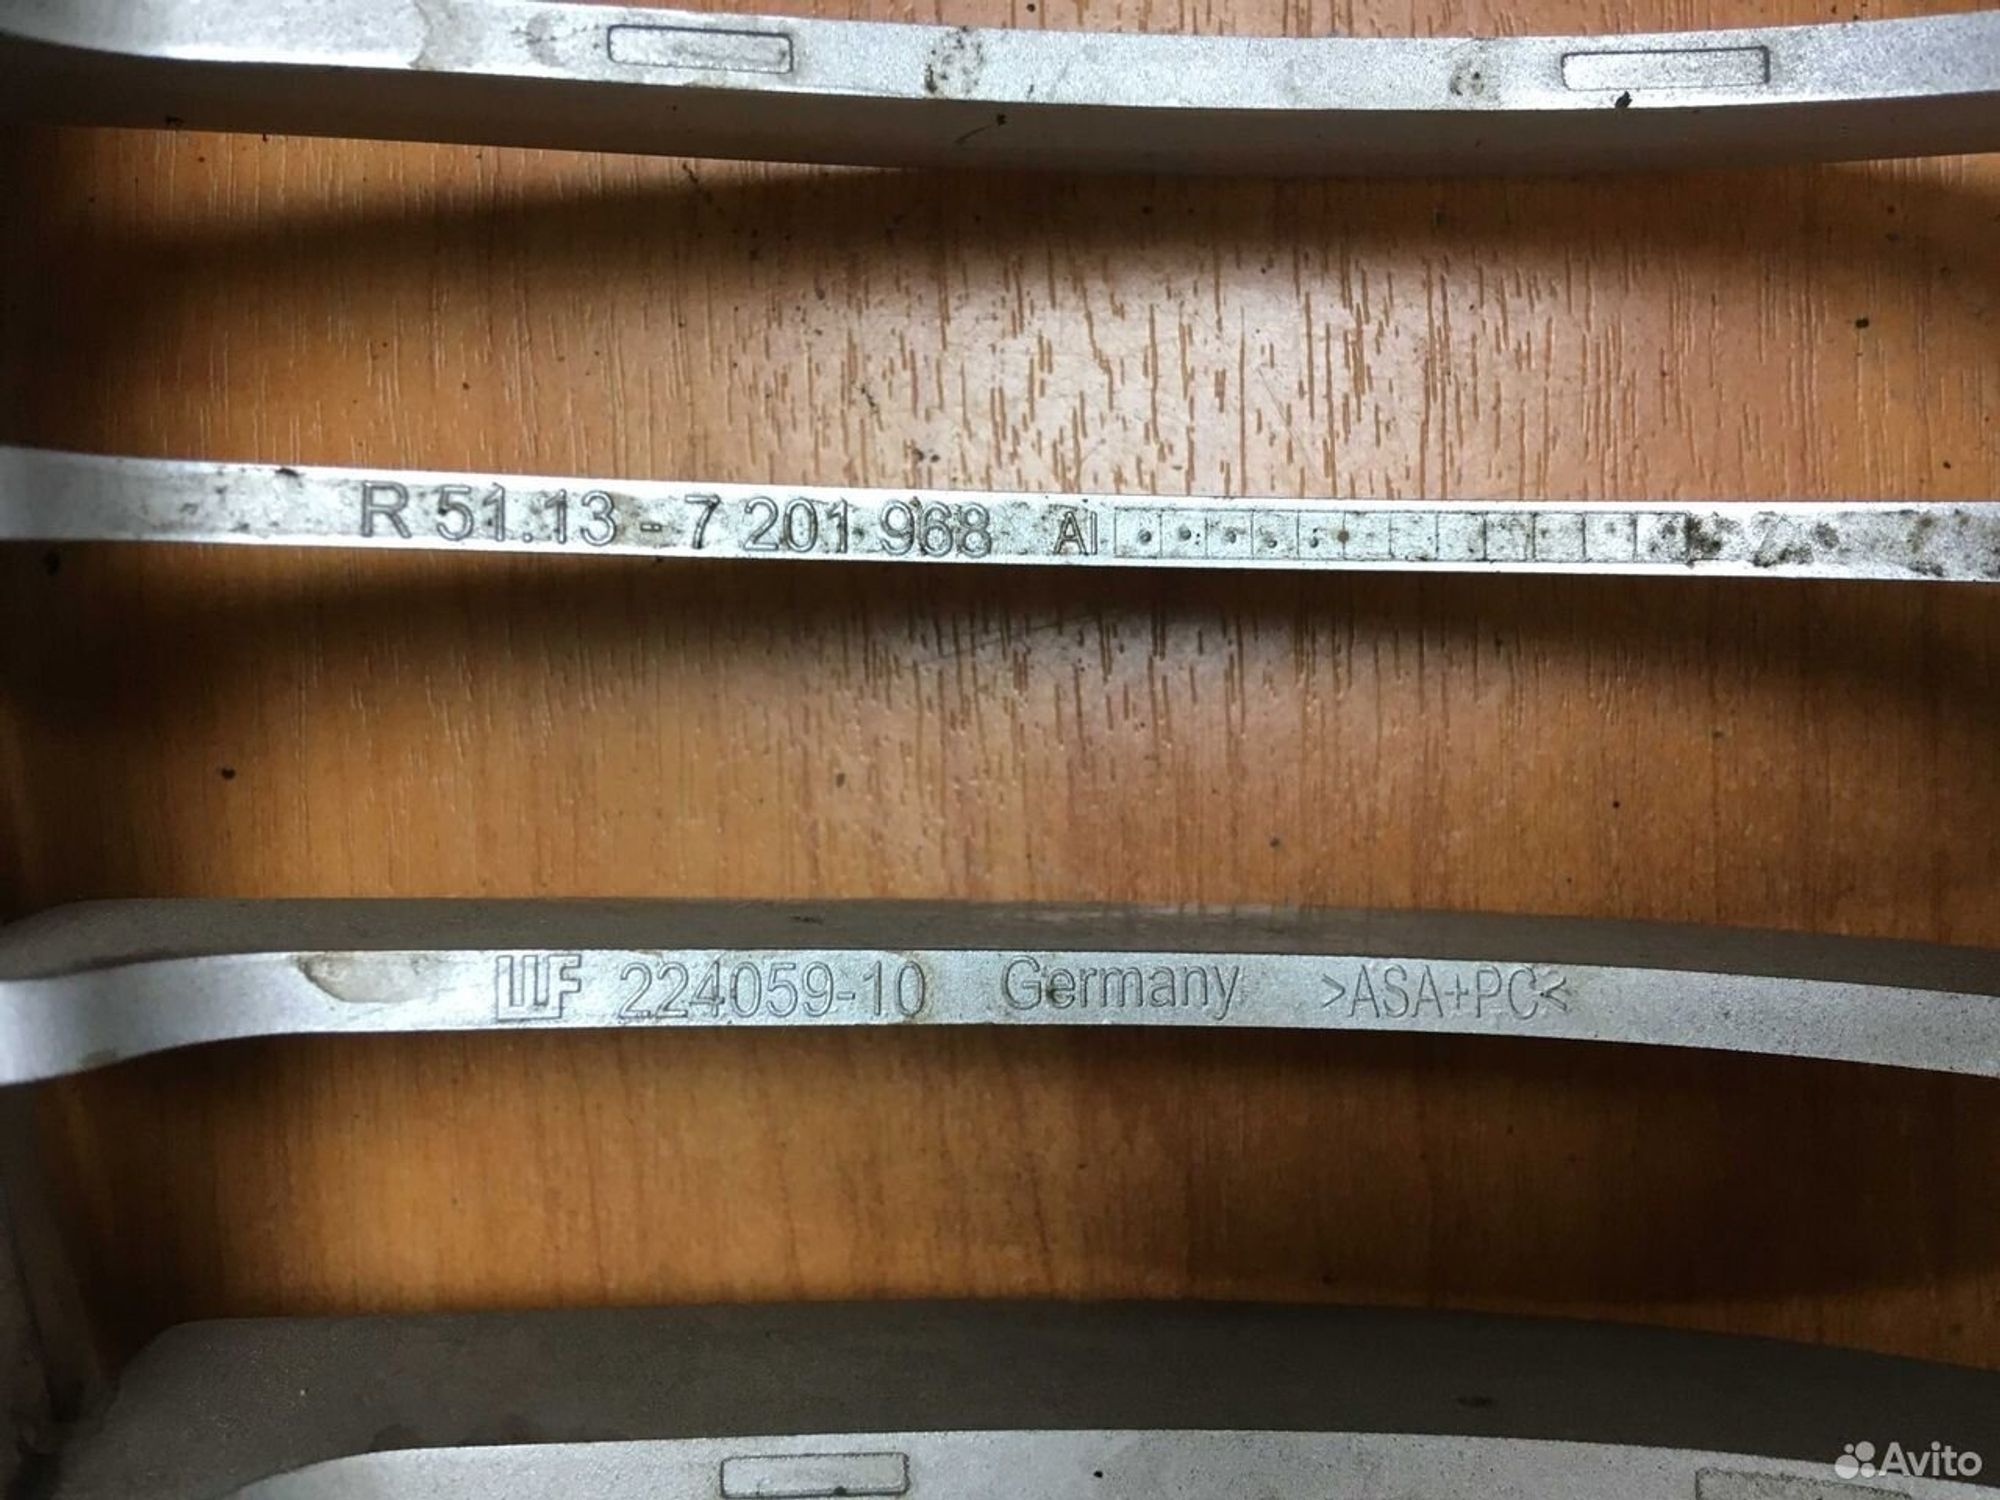 R 51.13 - 7 201 968 AI
224059-10 Germany >ASA+PC<
Avito